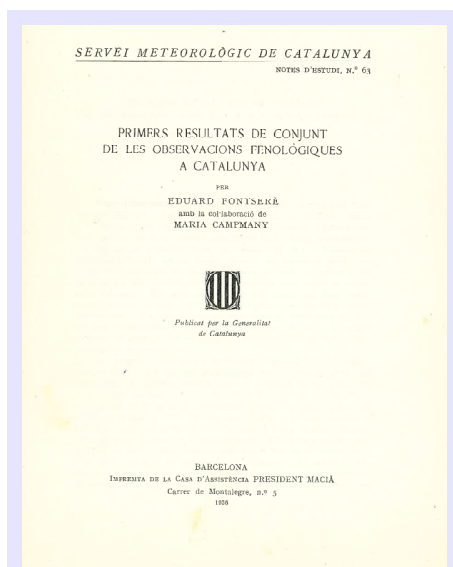 SERVEI METEOROLÒGIC DE CATALUNYA
NOTES D'ESTUDI, N.º 63
PRIMERS RESULTATS DE CONJUNT
DE LES OBSERVACIONS FENOLÒGIQUES
A CATALUNYA
PER
EDUARD FONTSERÈ
amb la col·laboració de
MARIA CAMPMANY
Publicat per la Generalitat
de Catalunya
BARCELONA
IMPREMTA DE LA CASA D'ASSISTÈNCIA PRESIDENT MACIÀ
Carrer de Montalegre, n.º 5
1938